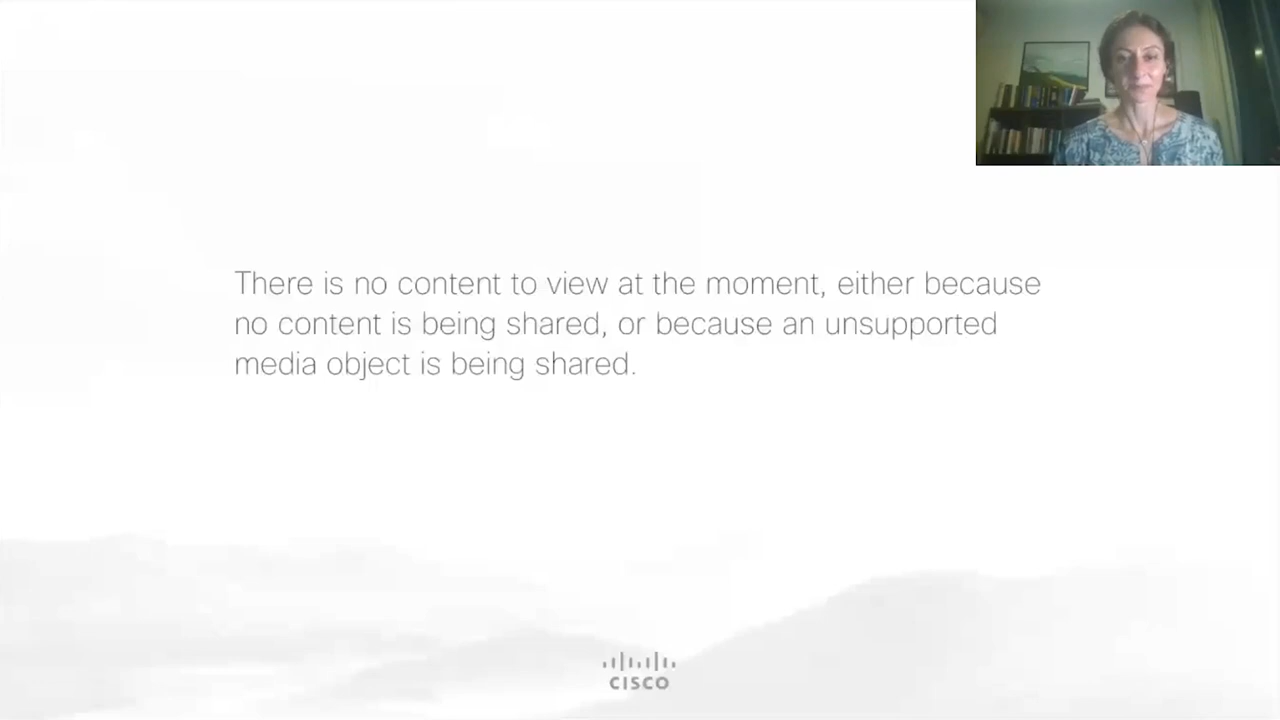 There is no content to view at the moment, either because
no content is being shared, or because an unsupported
media object is being shared.
CISCO